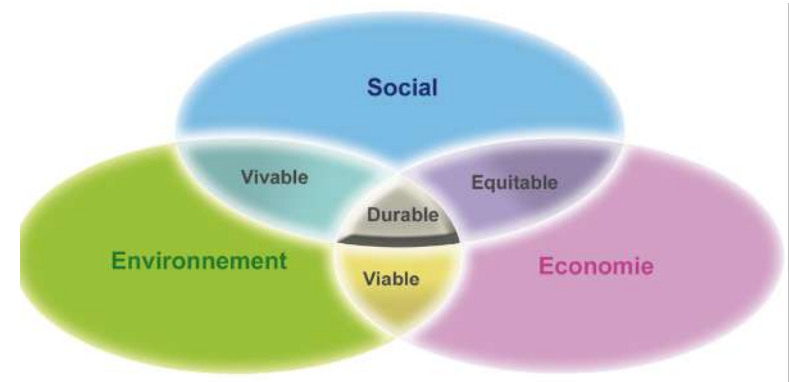 Social
Vivable
Equitable
Durable
Environnement
Economie
Viable